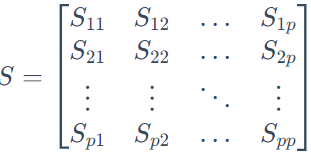 S = [ S₁₁ S₁₂ … S₁ₚ
S₂₁ S₂₂ … S₂ₚ
⋮ ⋮ ⋱ ⋮
Sₚ₁ Sₚ₂ … Sₚₚ ]